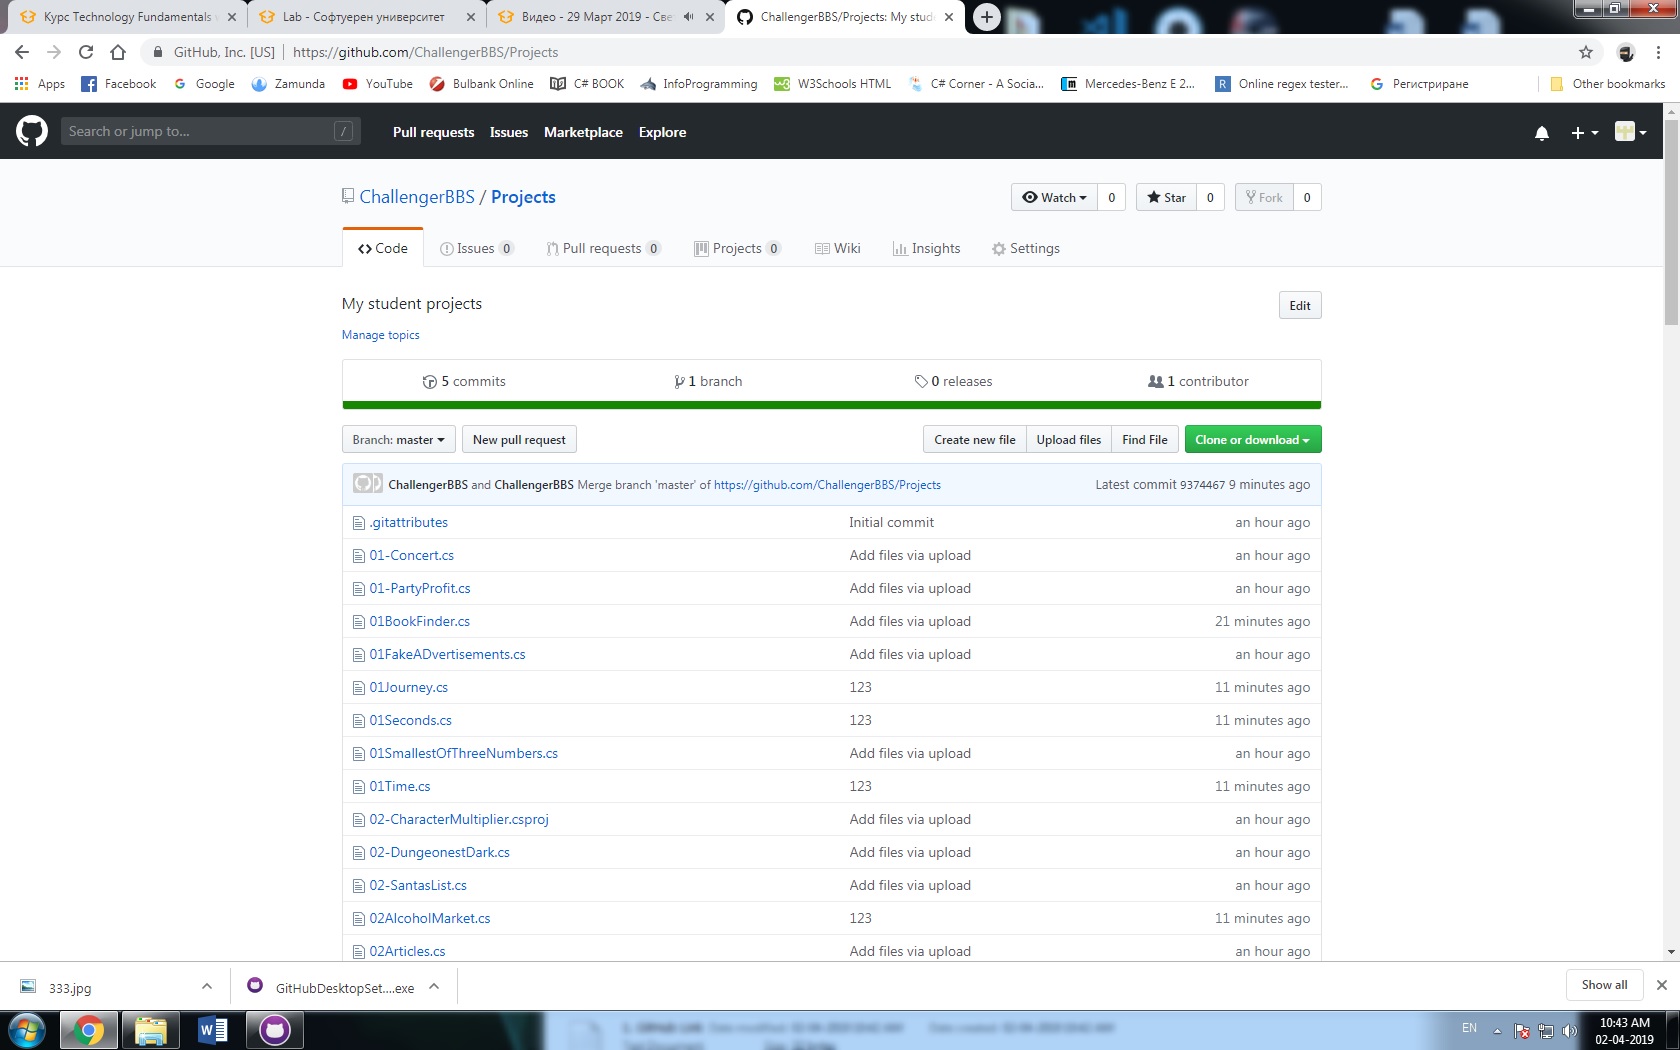 Курс Technology Fundamentals
Lab - Софтуерен университет
Видео - 29 Март 2019 - Све
ChallengerBBS/Projects: My stud
GitHub, Inc. [US] | https://github.com/ChallengerBBS/Projects
Apps Facebook Google Zamunda YouTube Bulbank Online C# BOOK InfoProgramming W3Schools HTML C# Corner - A Socia... Mercedes-Benz E 2... Online regex tester... Регистриране Other bookmarks
Search or jump to... / Pull requests Issues Marketplace Explore
ChallengerBBS / Projects Watch 0 Star 0 Fork 0
Code Issues 0 Pull requests 0 Projects 0 Wiki Insights Settings
My student projects Edit
Manage topics
5 commits 1 branch 0 releases 1 contributor
Branch: master New pull request Create new file Upload files Find File Clone or download
ChallengerBBS and ChallengerBBS Merge branch 'master' of https://github.com/ChallengerBBS/Projects Latest commit 9374467 9 minutes ago
.gitattributes Initial commit an hour ago
01-Concert.cs Add files via upload an hour ago
01-PartyProfit.cs Add files via upload an hour ago
01BookFinder.cs Add files via upload 21 minutes ago
01FakeADvertisements.cs Add files via upload an hour ago
01Journey.cs 123 11 minutes ago
01Seconds.cs 123 11 minutes ago
01SmallestOfThreeNumbers.cs Add files via upload an hour ago
01Time.cs 123 11 minutes ago
02-CharacterMultiplier.csproj Add files via upload an hour ago
02-DungeonestDark.cs Add files via upload an hour ago
02-SantasList.cs Add files via upload an hour ago
02AlcoholMarket.cs 123 11 minutes ago
02Articles.cs Add files via upload an hour ago
333.jpg GitHubDesktopSet....exe Show all
EN 10:43 AM
02-04-2019